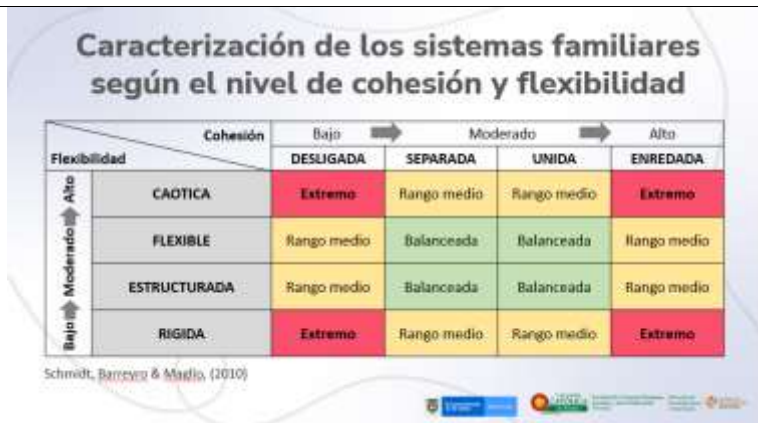 Caracterización de los sistemas familiares
según el nivel de cohesión y flexibilidad
Cohesión
Flexibilidad
Bajo Moderado Alto
DESLIGADA SEPARADA UNIDA ENREDADA
Bajo Moderado Alto
CAOTICA Extremo Rango medio Rango medio Extremo
FLEXIBLE Rango medio Balanceada Balanceada Rango medio
ESTRUCTURADA Rango medio Balanceada Balanceada Rango medio
RIGIDA Extremo Rango medio Rango medio Extremo
Schmidt, Barreyro & Maglio, (2010)